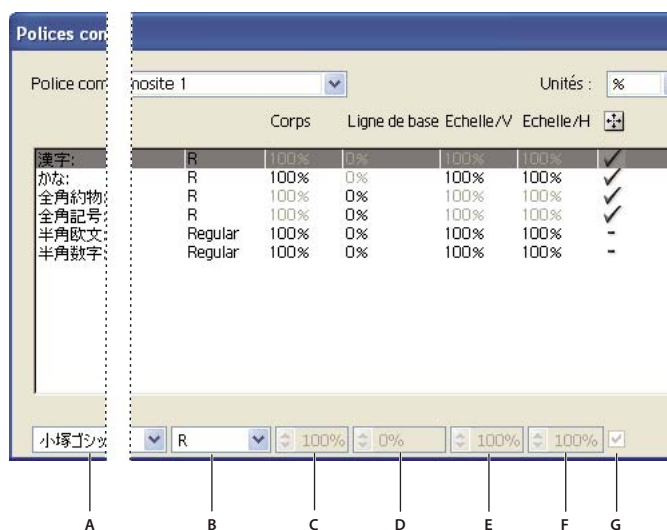 Polices con
Police com nosite 1 Unités : %
Corps Ligne de base Echelle/V Echelle/H
漢字: R 100% 0% 100% 100%
かな: R 100% 0% 100% 100%
全角約物: R 100% 0% 100% 100%
全角記号: R 100% 0% 100% 100%
半角欧文: Regular 100% 0% 100% 100% -
半角数字: Regular 100% 0% 100% 100% -
小塚ゴシッ R 100% 0% 100% 100%
A B C D E F G